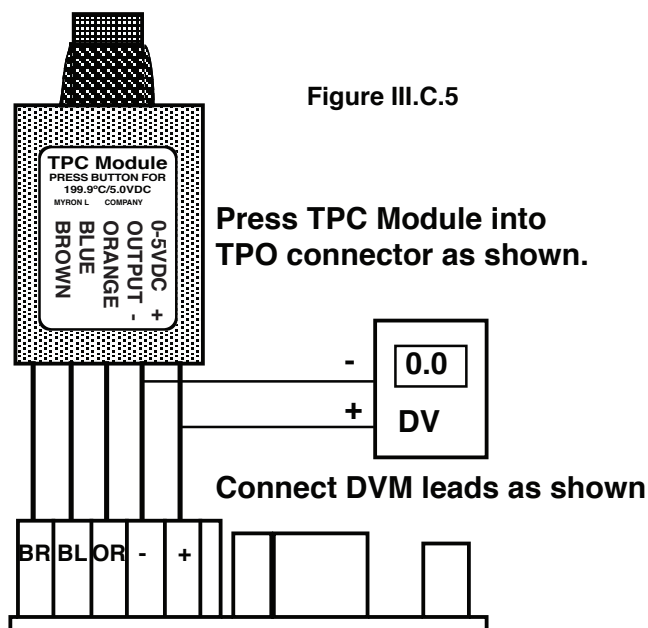 Figure III.C.5
TPC Module
PRESS BUTTON FOR
199.9ºC/5.0VDC
MYRON L COMPANY
BROWN
BLUE
ORANGE
OUTPUT -
0-5VDC +
Press TPC Module into
TPO connector as shown.
- 0.0
+ DV
Connect DVM leads as shown
BR BL OR - +